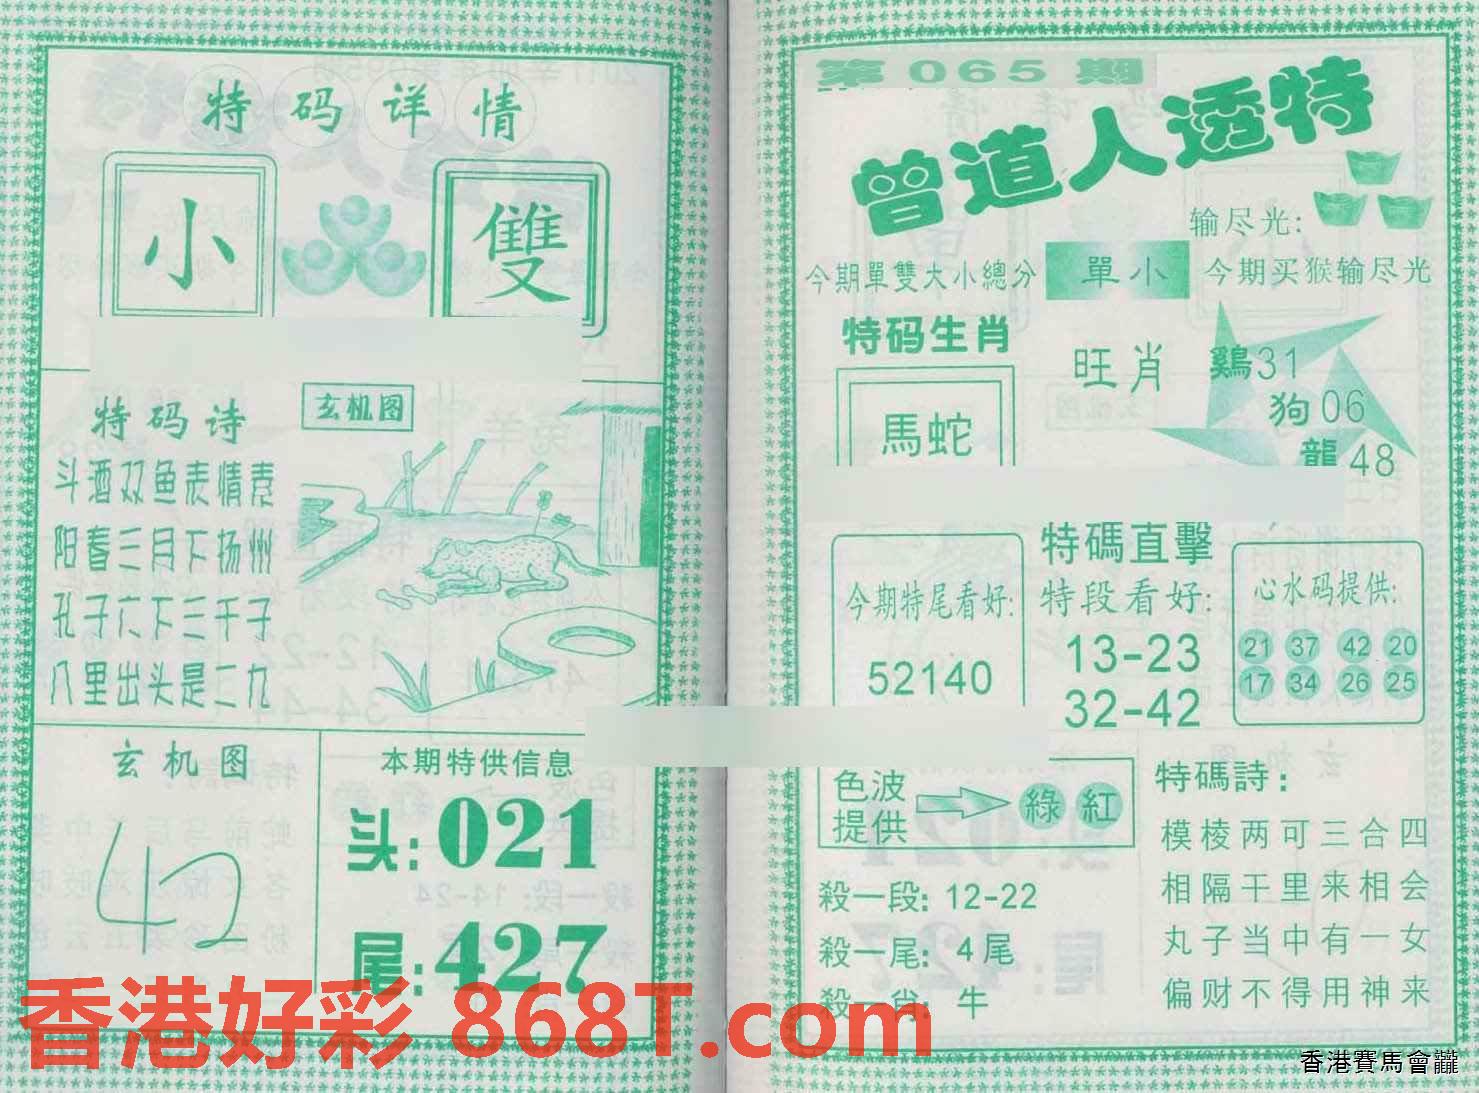 特码详情
小 雙
特码诗
斗酒双鱼表情素
阳春三月下扬州
孔子六下三千子
八里出头是二九
玄机图
玄机图
42
本期特供信息
头:021
尾:427
第065期
曾道人透特
输尽光:
今期單雙大小總分 單小 今期买猴输尽光
特码生肖
馬蛇
旺肖
鷄31
狗06
龍48
今期特尾看好:
52140
特碼直擊
特段看好:
13-23
32-42
心水码提供:
21 37 42 20
17 34 26 25
色波
提供
綠 紅
殺一段: 12-22
殺一尾: 4尾
殺一肖: 牛
特碼詩:
模棱两可三合四
相隔千里来相会
丸子当中有一女
偏财不得用神来
香港好彩 868T.com